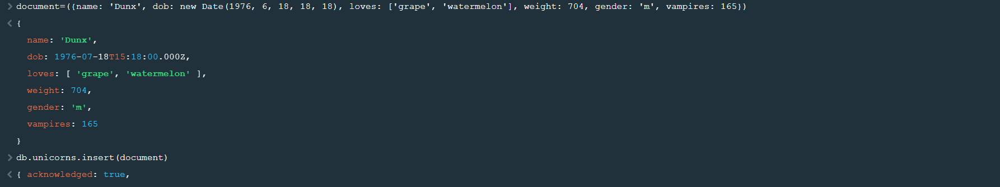 > document=({name: 'Dunx', dob: new Date(1976, 6, 18, 18, 18), loves: ['grape', 'watermelon'], weight: 704, gender: 'm', vampires: 165})
< {
name: 'Dunx',
dob: 1976-07-18T15:18:00.000Z,
loves: [ 'grape', 'watermelon' ],
weight: 704,
gender: 'm',
vampires: 165
}
> db.unicorns.insert(document)
< { acknowledged: true,